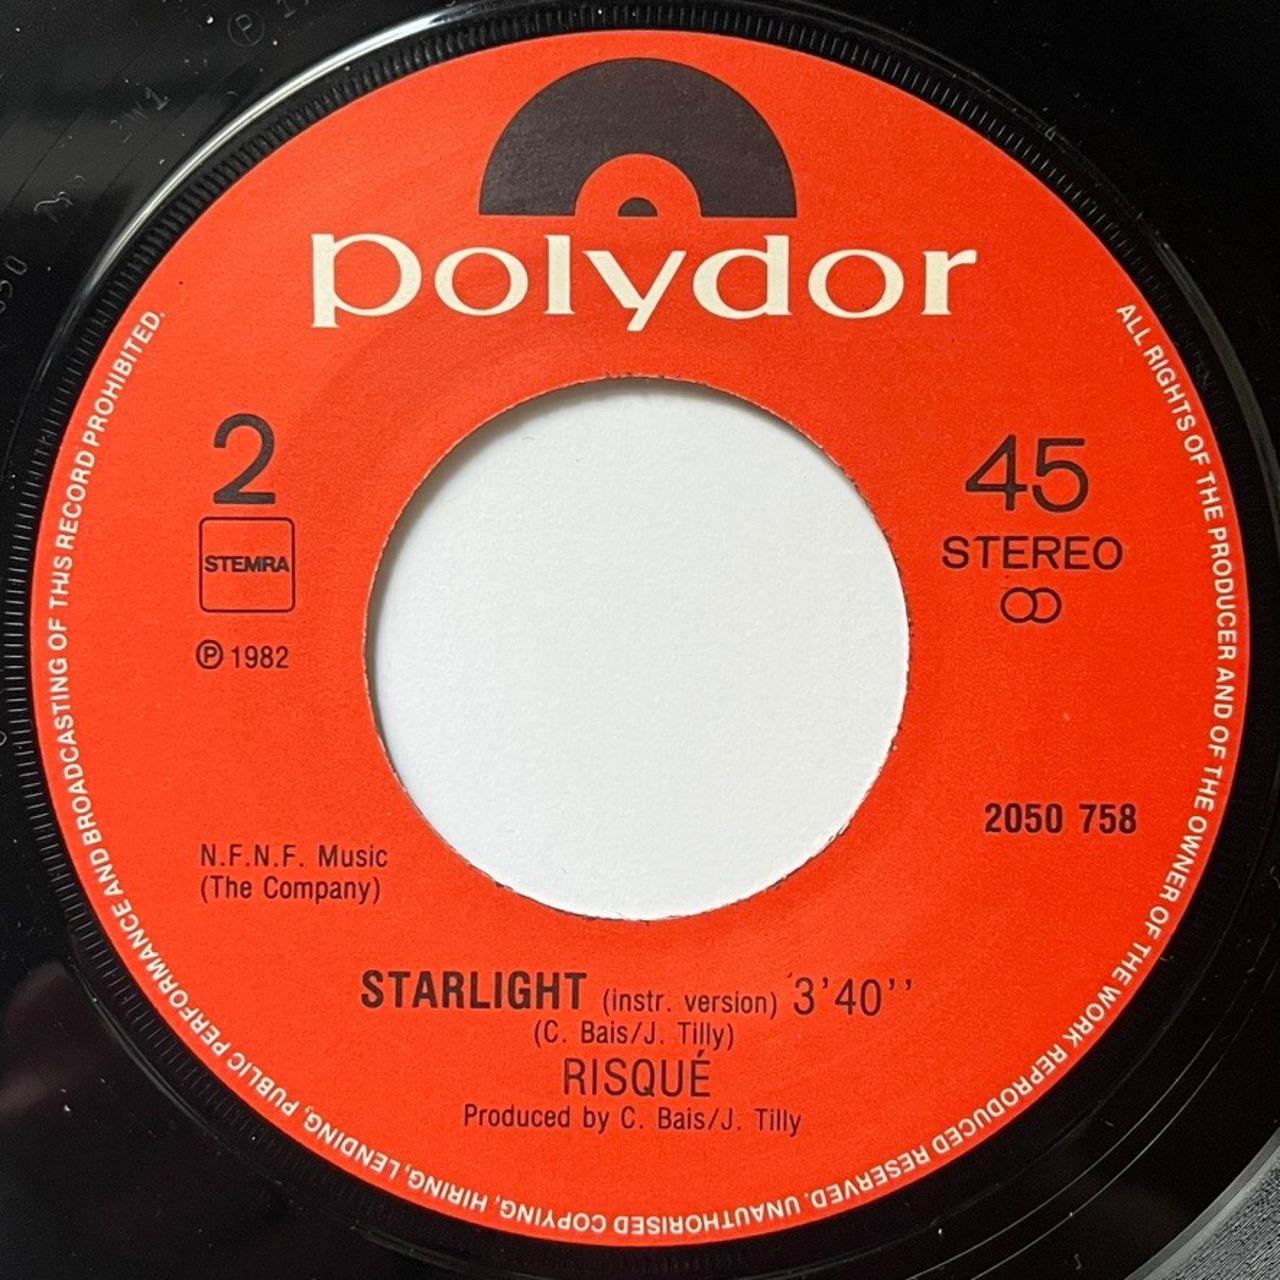 polydor
2
STEMRA
℗ 1982
45
STEREO
2050 758
N.F.N.F. Music
(The Company)
STARLIGHT (instr. version) 3'40''
(C. Bais/J. Tilly)
RISQUÉ
Produced by C. Bais/J. Tilly
ALL RIGHTS OF THE PRODUCER AND OF THE OWNER OF THE WORK REPRODUCED RESERVED. UNAUTHORISED COPYING, HIRING, LENDING, PUBLIC PERFORMANCE AND BROADCASTING OF THIS RECORD PROHIBITED.